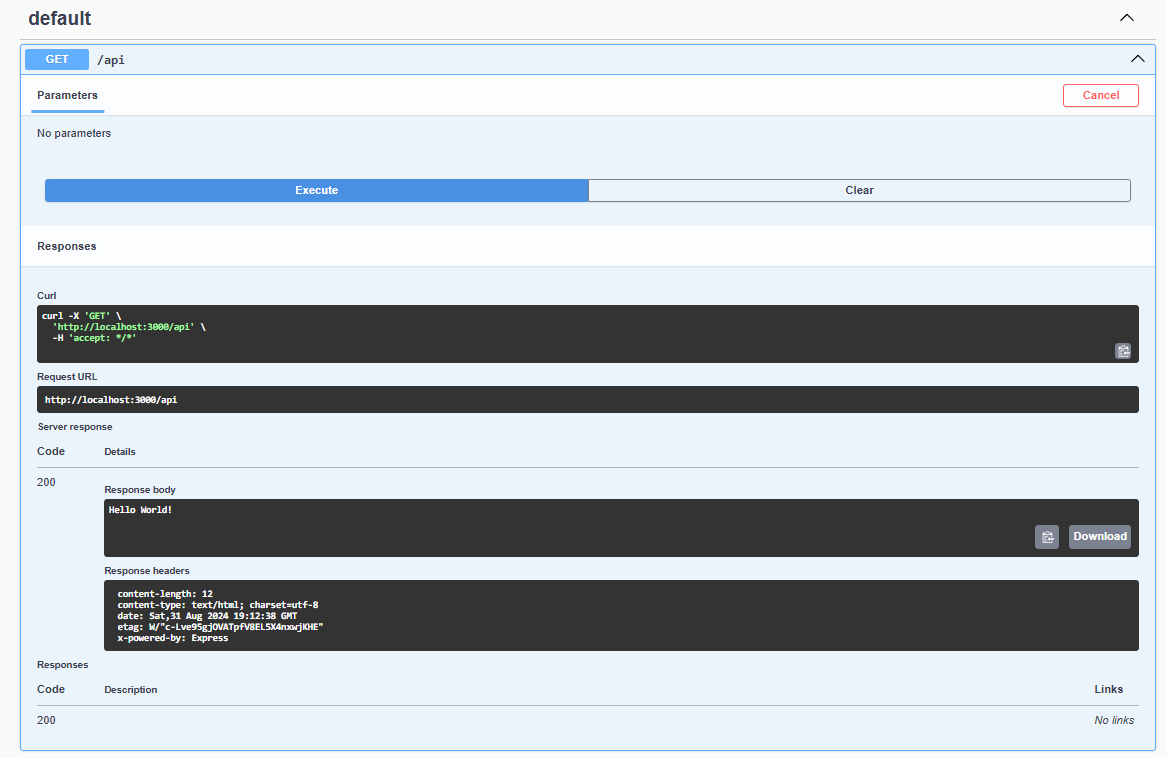 default
GET /api
Parameters Cancel
No parameters
Execute Clear
Responses
Curl
curl -X 'GET' \
  'http://localhost:3000/api' \
  -H 'accept: */*'
Request URL
http://localhost:3000/api
Server response
Code Details
200
Response body
Hello World!
Download
Response headers
content-length: 12
content-type: text/html; charset=utf-8
date: Sat,31 Aug 2024 19:12:38 GMT
etag: W/"c-Lve95gjOVATpfV8EL5X4nxwjKHE"
x-powered-by: Express
Responses
Code Description Links
200 No links